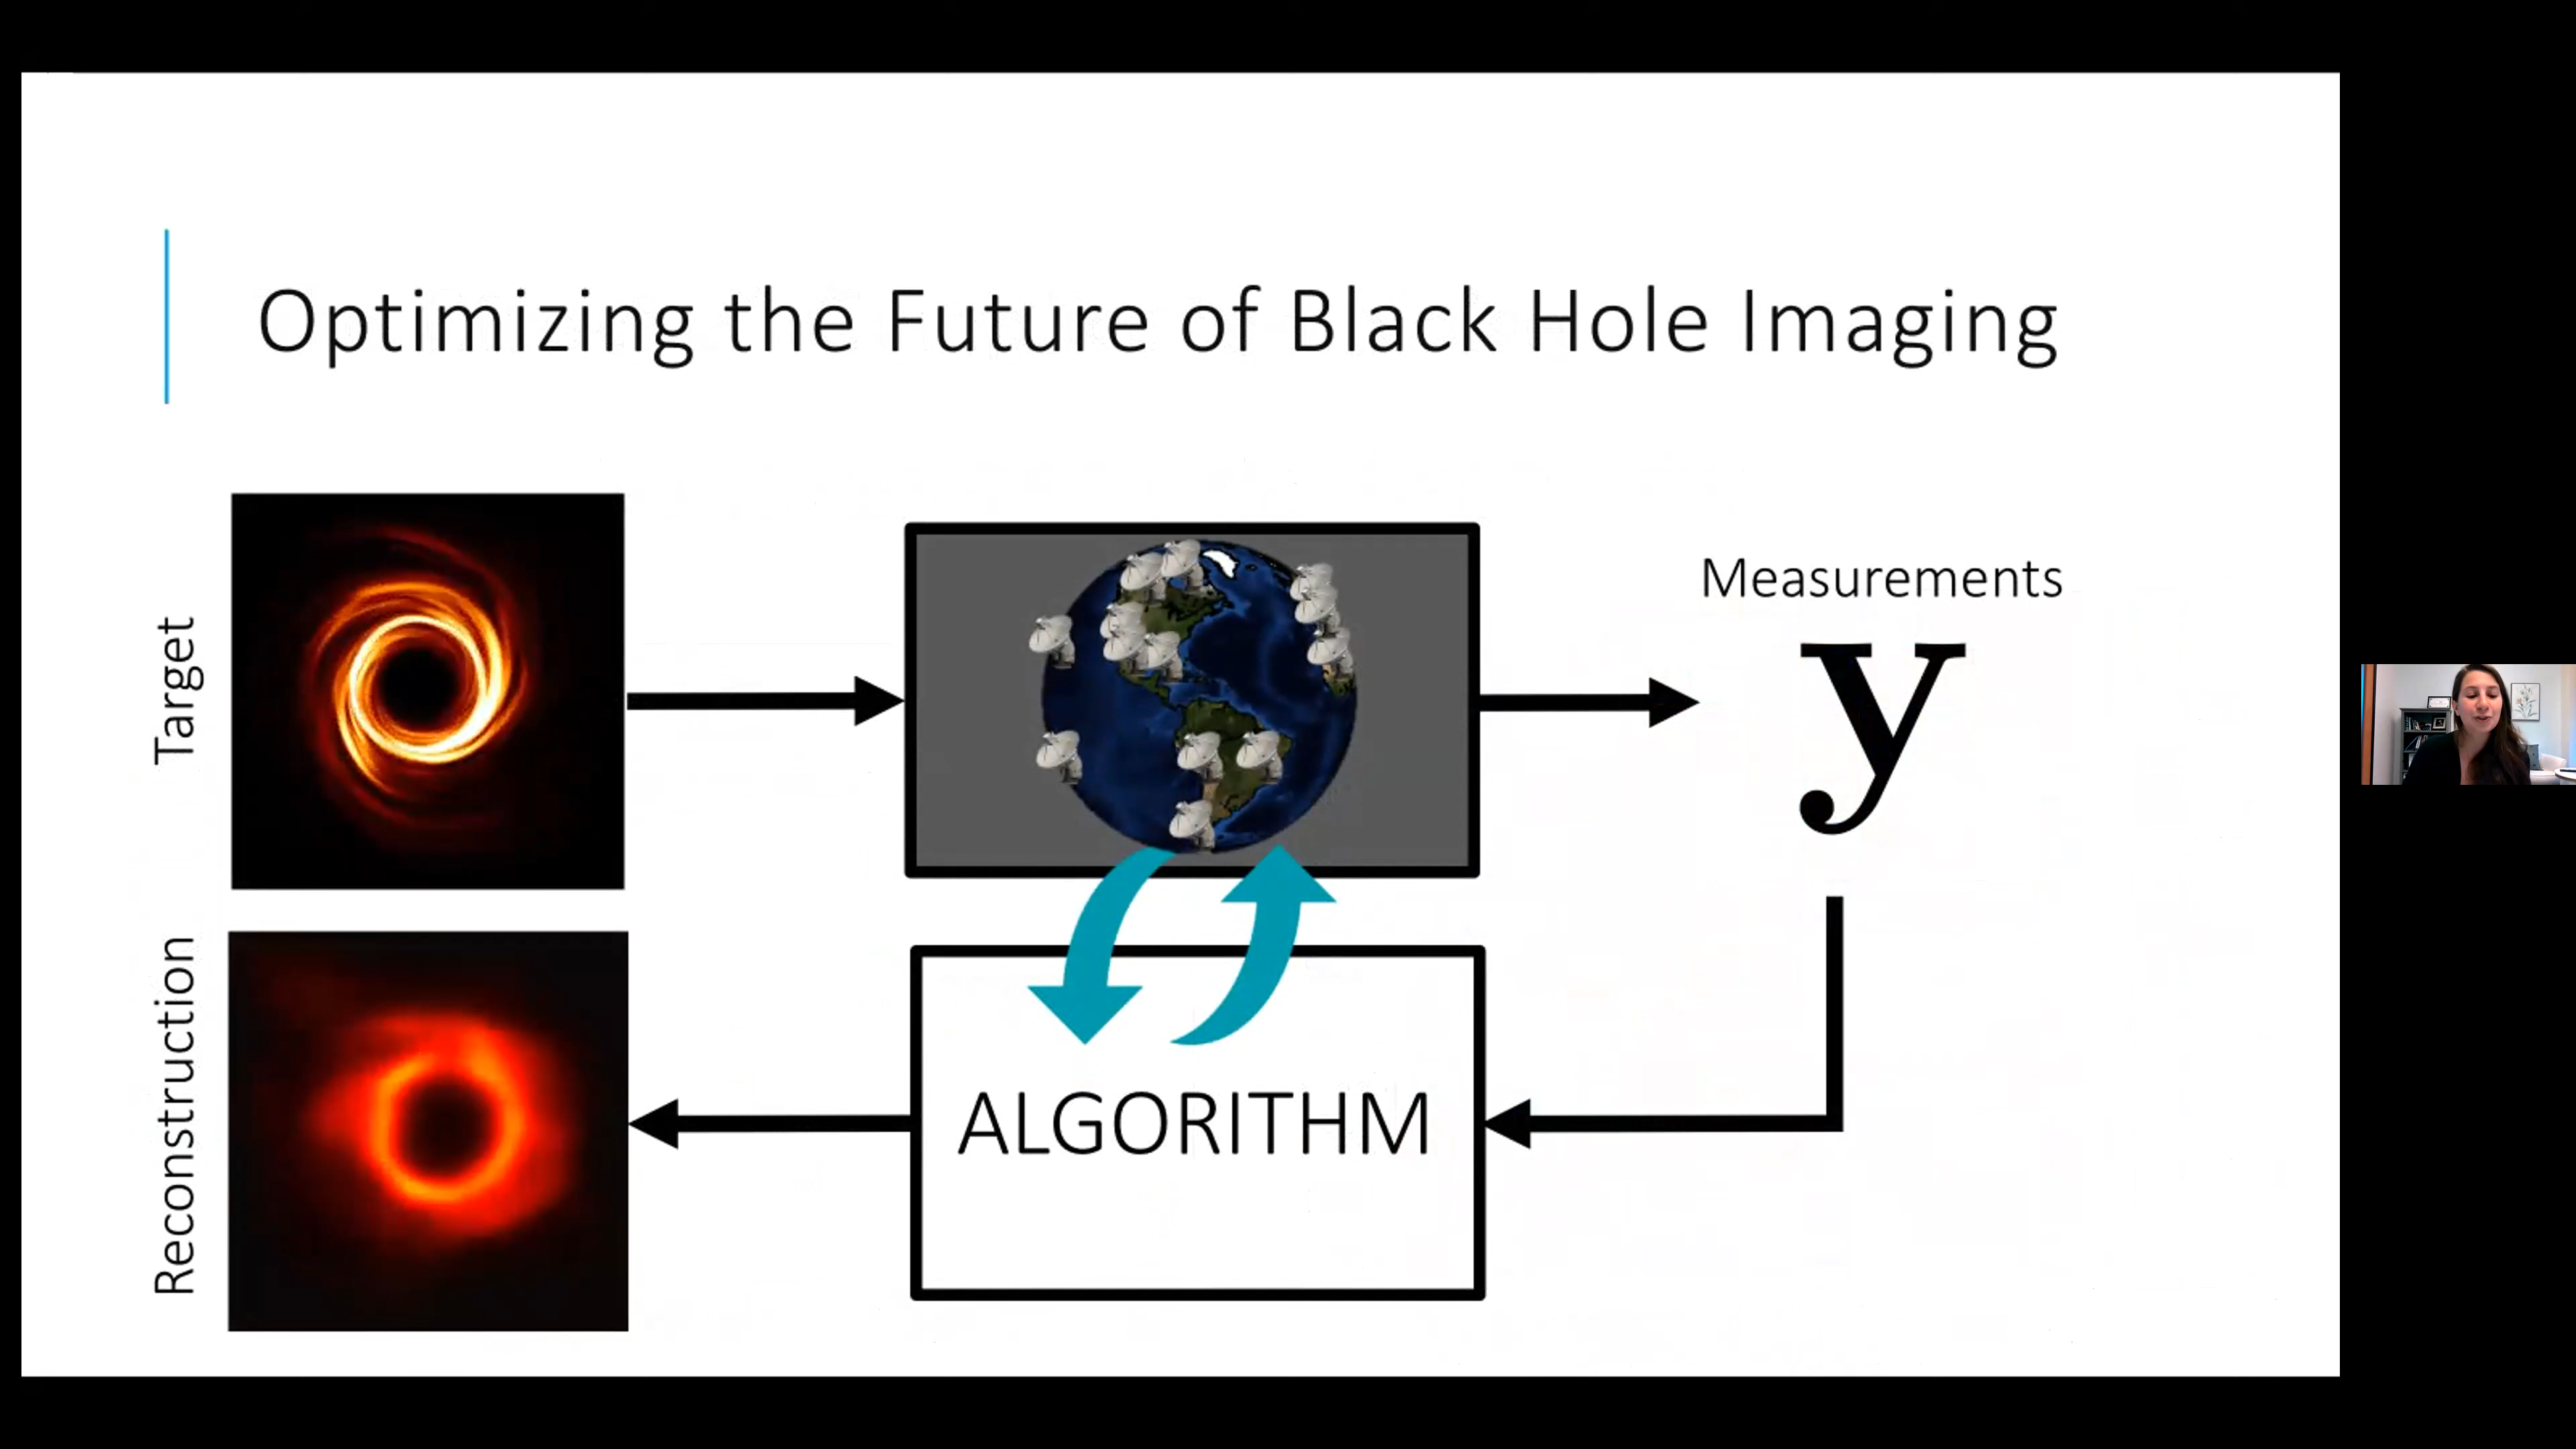 Optimizing the Future of Black Hole Imaging
Target
Measurements
y
Reconstruction
ALGORITHM